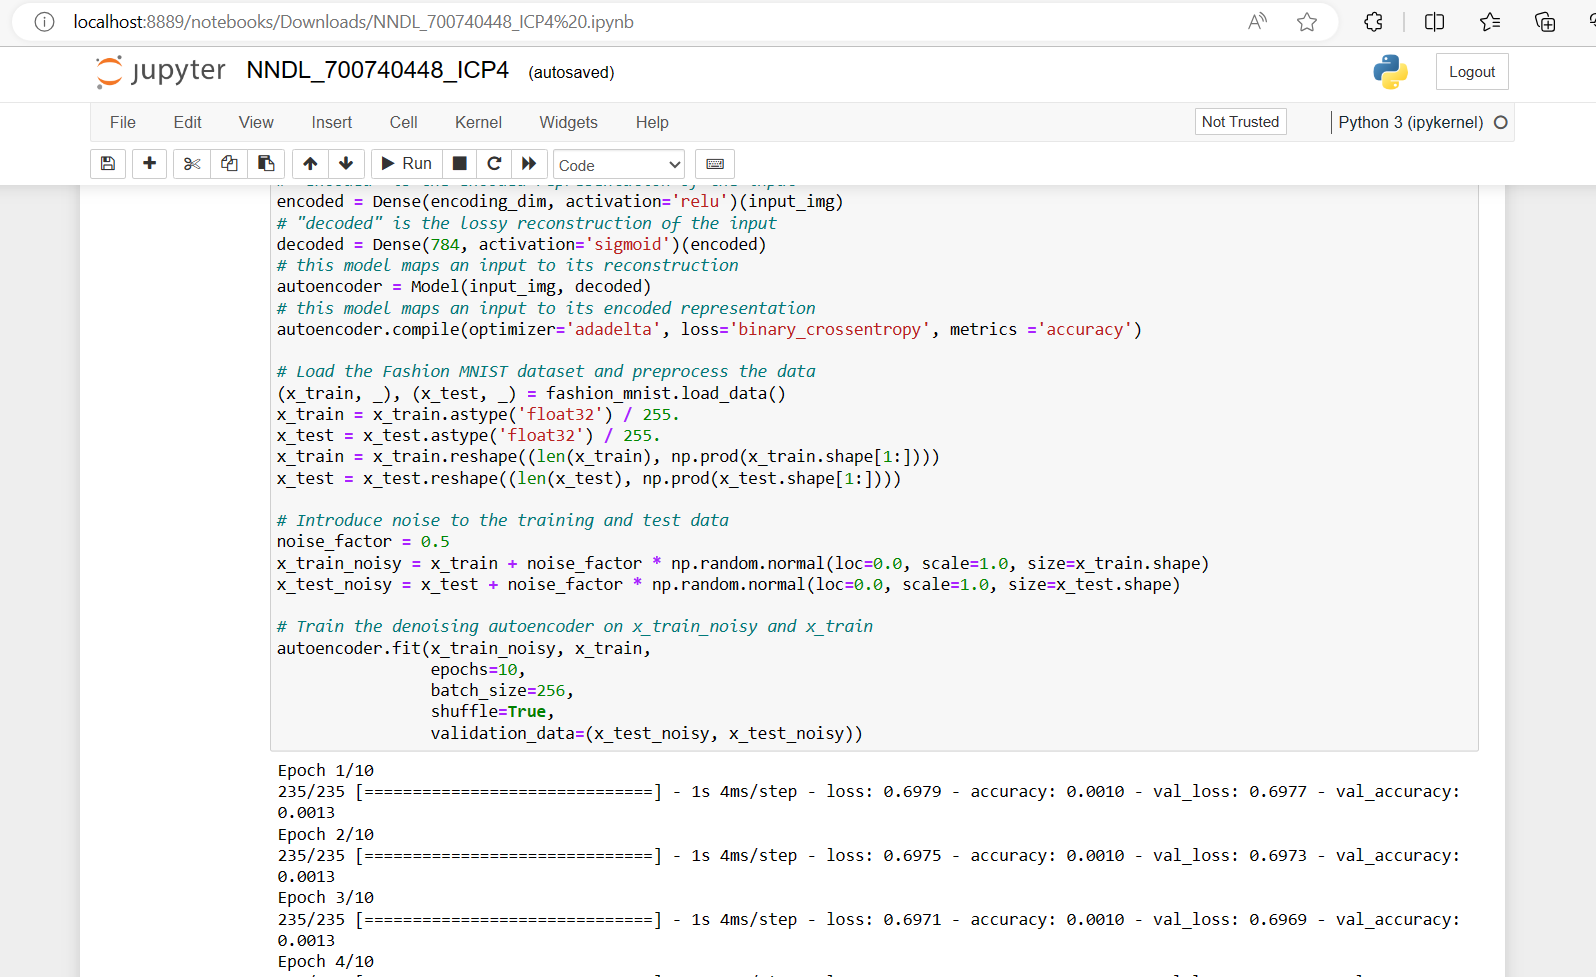 localhost:8889/notebooks/Downloads/NNDL_700740448_ICP4%20.ipynb
jupyter NNDL_700740448_ICP4 (autosaved)
Logout
File Edit View Insert Cell Kernel Widgets Help
Not Trusted
Python 3 (ipykernel)
Run
Code
encoded = Dense(encoding_dim, activation='relu')(input_img)
# "decoded" is the lossy reconstruction of the input
decoded = Dense(784, activation='sigmoid')(encoded)
# this model maps an input to its reconstruction
autoencoder = Model(input_img, decoded)
# this model maps an input to its encoded representation
autoencoder.compile(optimizer='adadelta', loss='binary_crossentropy', metrics ='accuracy')
# Load the Fashion MNIST dataset and preprocess the data
(x_train, _), (x_test, _) = fashion_mnist.load_data()
x_train = x_train.astype('float32') / 255.
x_test = x_test.astype('float32') / 255.
x_train = x_train.reshape((len(x_train), np.prod(x_train.shape[1:])))
x_test = x_test.reshape((len(x_test), np.prod(x_test.shape[1:])))
# Introduce noise to the training and test data
noise_factor = 0.5
x_train_noisy = x_train + noise_factor * np.random.normal(loc=0.0, scale=1.0, size=x_train.shape)
x_test_noisy = x_test + noise_factor * np.random.normal(loc=0.0, scale=1.0, size=x_test.shape)
# Train the denoising autoencoder on x_train_noisy and x_train
autoencoder.fit(x_train_noisy, x_train,
epochs=10,
batch_size=256,
shuffle=True,
validation_data=(x_test_noisy, x_test_noisy))
Epoch 1/10
235/235 [==============================] - 1s 4ms/step - loss: 0.6979 - accuracy: 0.0010 - val_loss: 0.6977 - val_accuracy:
0.0013
Epoch 2/10
235/235 [==============================] - 1s 4ms/step - loss: 0.6975 - accuracy: 0.0010 - val_loss: 0.6973 - val_accuracy:
0.0013
Epoch 3/10
235/235 [==============================] - 1s 4ms/step - loss: 0.6971 - accuracy: 0.0010 - val_loss: 0.6969 - val_accuracy:
0.0013
Epoch 4/10